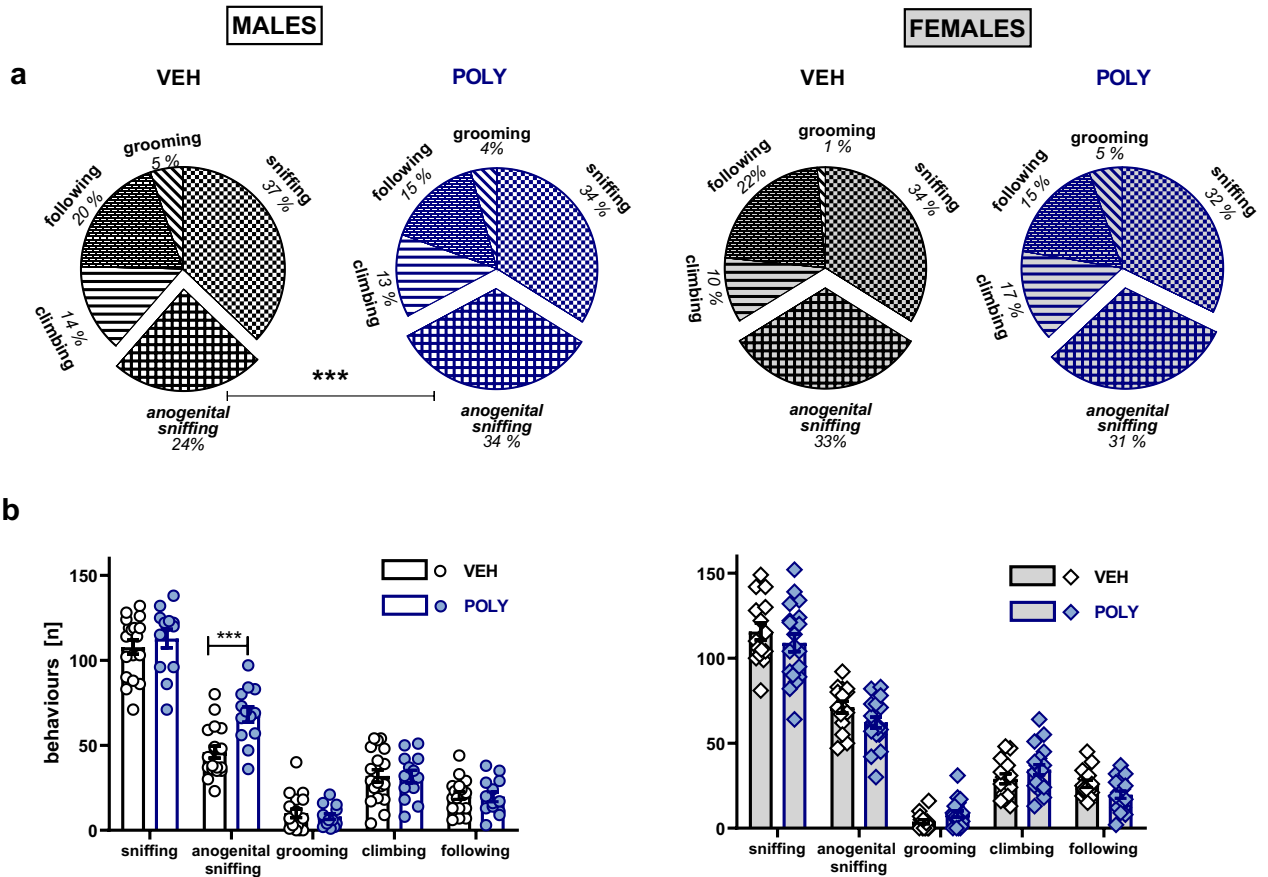 MALES
FEMALES
a
VEH
POLY
VEH
POLY
grooming
5 %
sniffing
37 %
following
20 %
climbing
14 %
anogenital
sniffing
24%
***
grooming
4%
sniffing
34 %
following
15 %
climbing
13 %
anogenital
sniffing
34 %
grooming
1 %
sniffing
34 %
following
22%
climbing
10 %
anogenital
sniffing
33%
grooming
5 %
sniffing
32 %
following
15 %
climbing
17 %
anogenital
sniffing
31 %
b
behaviours [n]
150
100
50
0
***
VEH
POLY
sniffing
anogenital
sniffing
grooming
climbing
following
150
100
50
0
VEH
POLY
sniffing
anogenital
sniffing
grooming
climbing
following